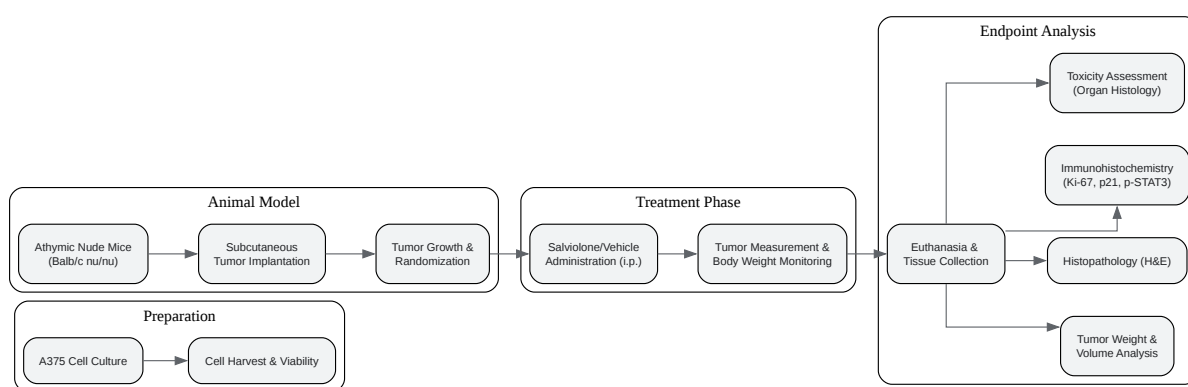 Animal Model
Athymic Nude Mice
(Balb/c nu/nu)
Subcutaneous
Tumor Implantation
Tumor Growth &
Randomization
Preparation
A375 Cell Culture
Cell Harvest & Viability
Treatment Phase
Salviolone/Vehicle
Administration (i.p.)
Tumor Measurement &
Body Weight Monitoring
Endpoint Analysis
Euthanasia &
Tissue Collection
Toxicity Assessment
(Organ Histology)
Immunohistochemistry
(Ki-67, p21, p-STAT3)
Histopathology (H&E)
Tumor Weight &
Volume Analysis